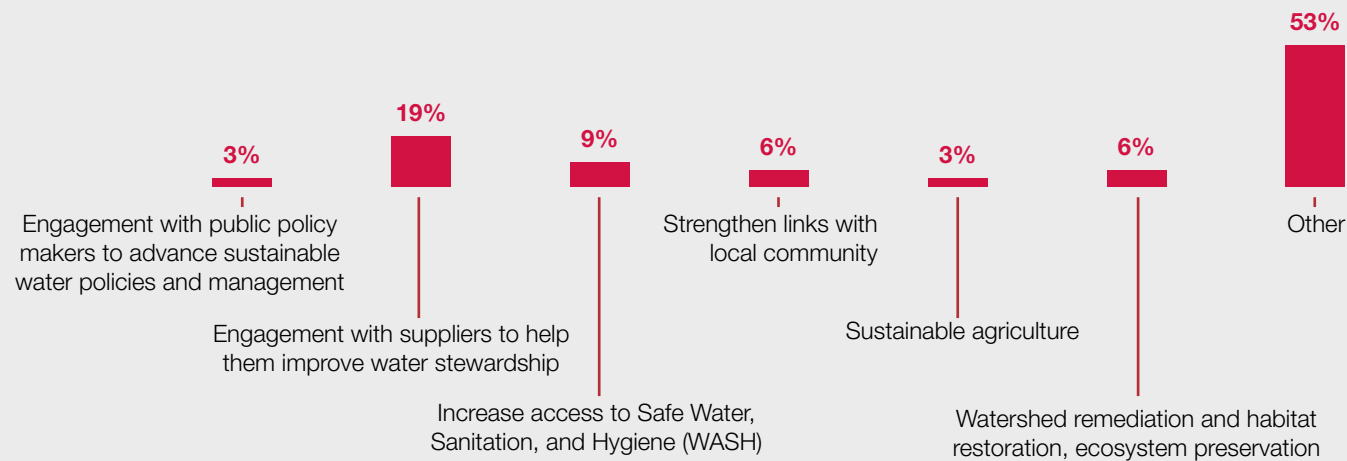 53%
19%
9%
6%
6%
3%
3%
Engagement with public policy
makers to advance sustainable
water policies and management
Strengthen links with
local community
Other
Engagement with suppliers to help
them improve water stewardship
Sustainable agriculture
Increase access to Safe Water,
Sanitation, and Hygiene (WASH)
Watershed remediation and habitat
restoration, ecosystem preservation